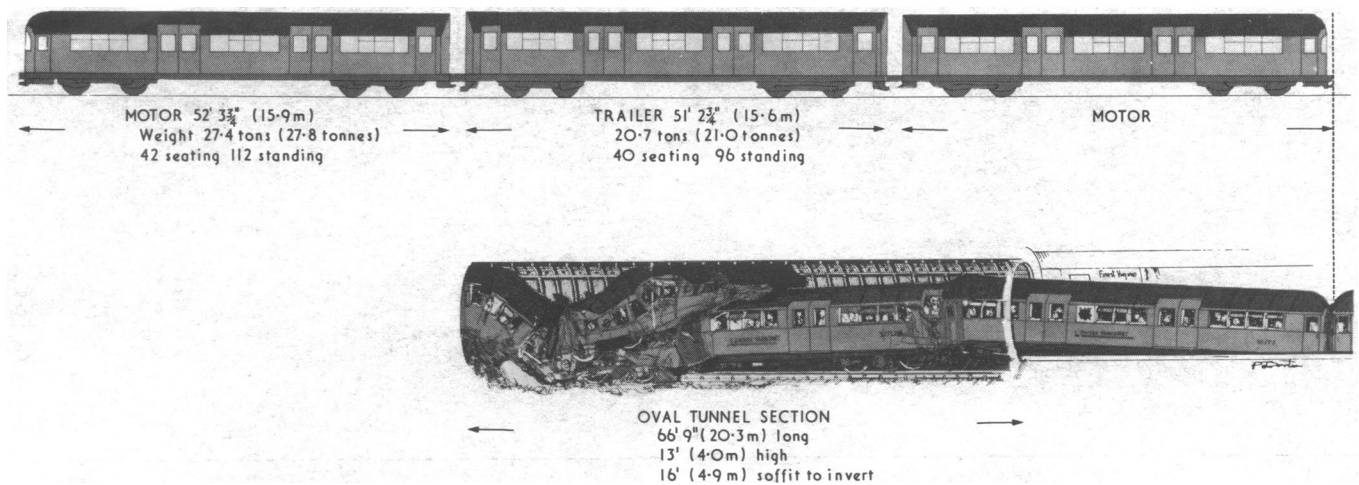 MOTOR 52' 3¾" (15·9m)
Weight 27·4 tons (27·8 tonnes)
42 seating 112 standing
TRAILER 51' 2¾" (15·6m)
20·7 tons (21·0 tonnes)
40 seating 96 standing
MOTOR
OVAL TUNNEL SECTION
66' 9" (20·3m) long
13' (4·0m) high
16' (4·9m) soffit to invert